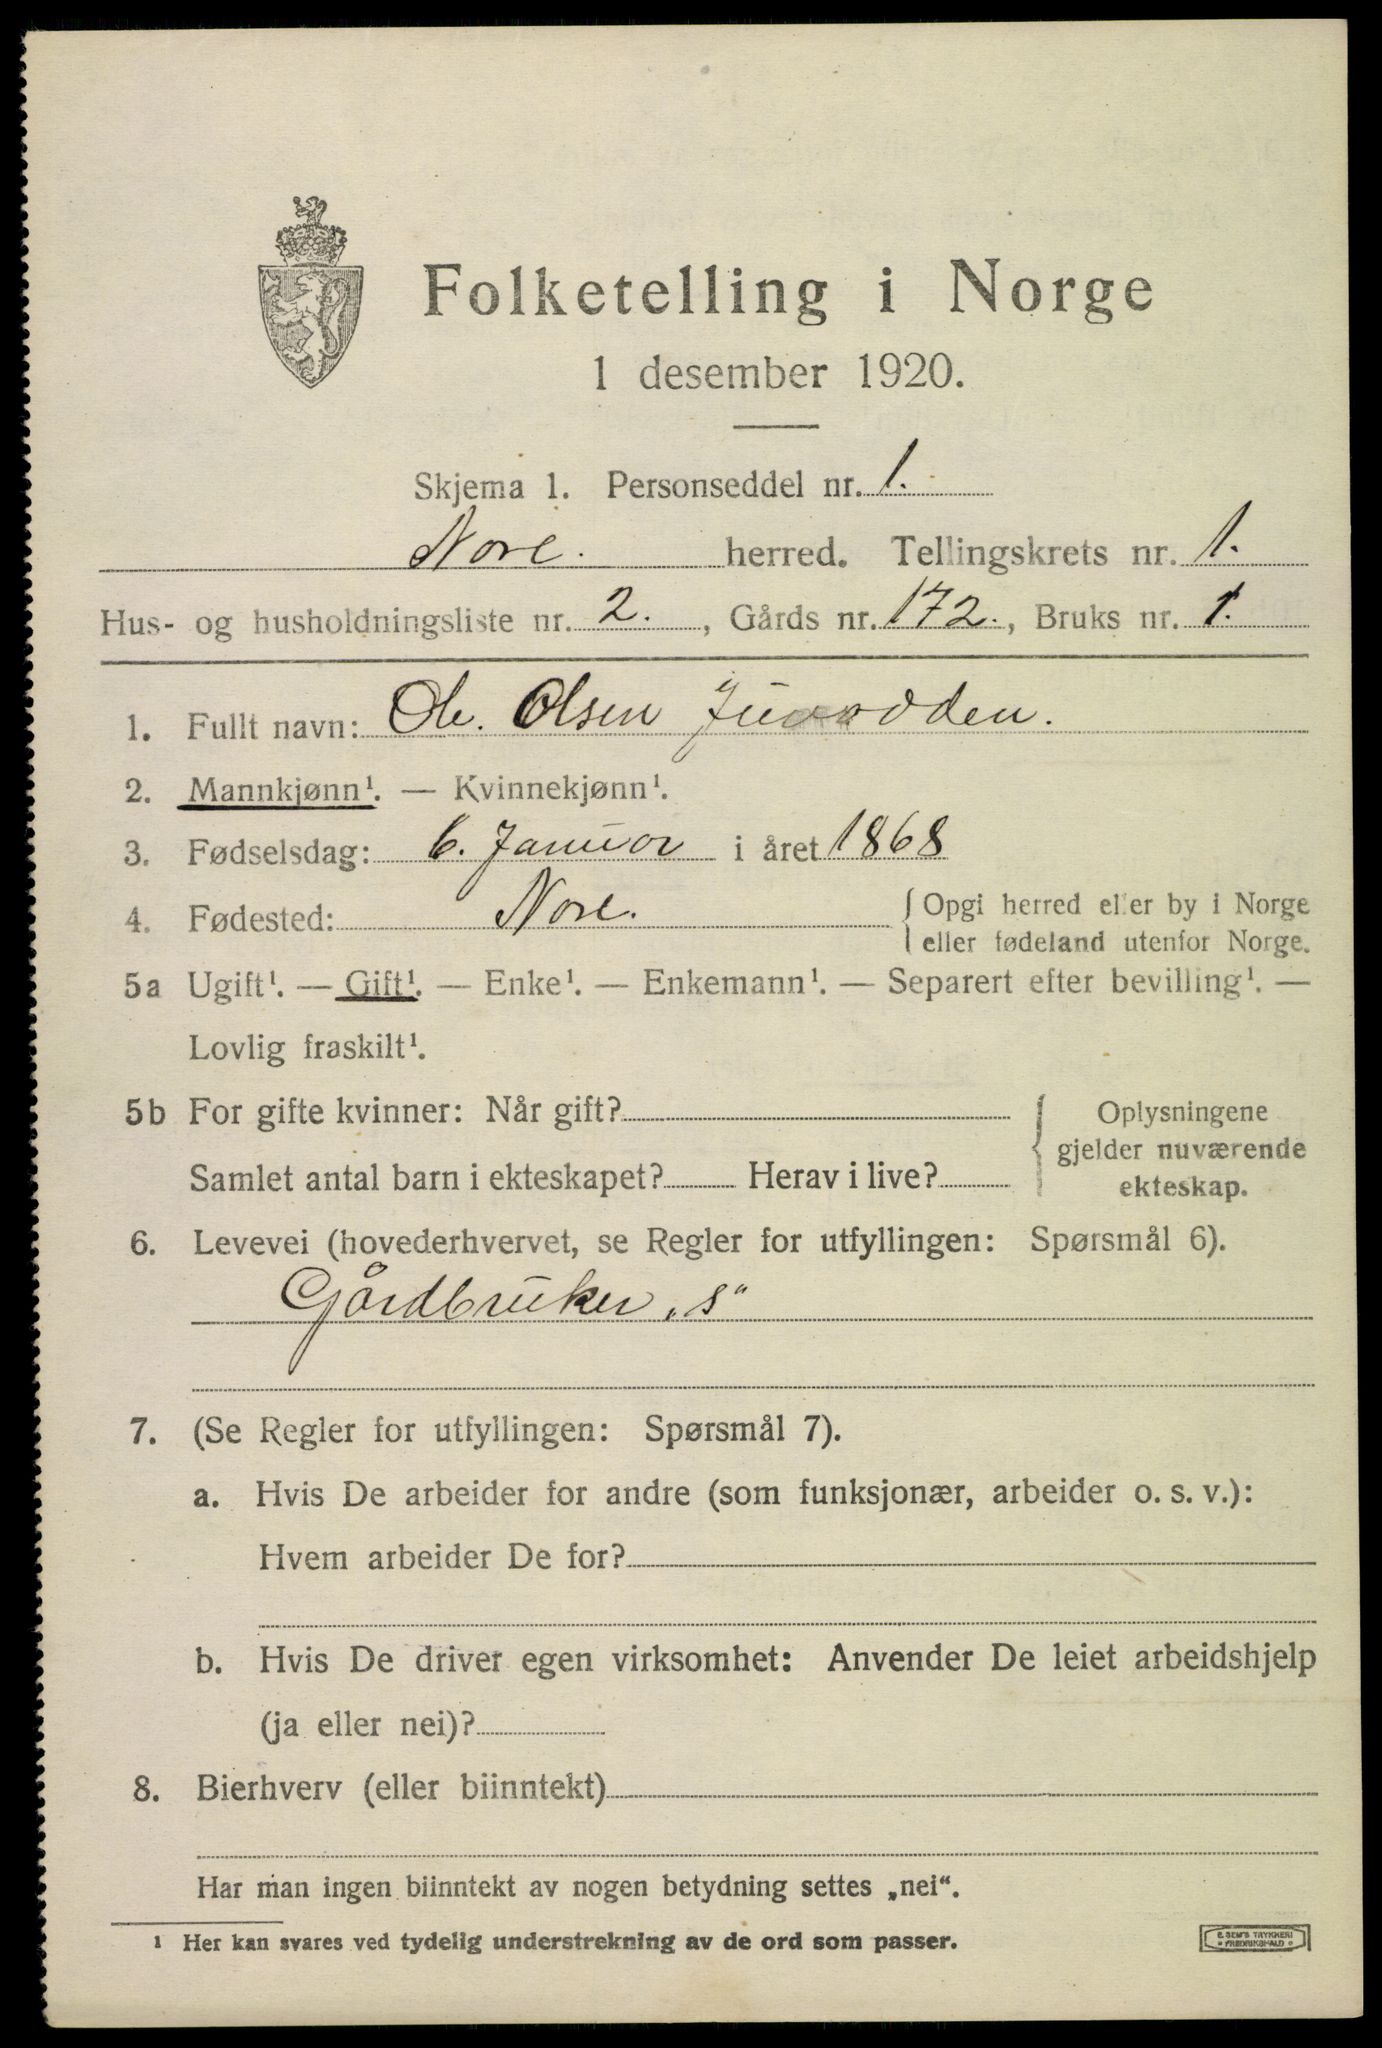 Folketelling i Norge
1 desember 1920.
Skjema 1. Personseddel nr. 1.
Nore. herred. Tellingskrets nr. 1.
Hus- og husholdningsliste nr. 2., Gårds nr. 172., Bruks nr. 1.
1. Fullt navn: Ole. Olsen
2. Mannkjønn¹. — Kvinnekjønn¹.
3. Fødselsdag: 6. Januar i året 1868
4. Fødested: Nore. { Opgi herred eller by i Norge
eller fødeland utenfor Norge.
5a Ugift¹. — Gift¹. — Enke¹. — Enkemann¹. — Separert efter bevilling¹. —
Lovlig fraskilt¹.
5b For gifte kvinner: Når gift?
Samlet antal barn i ekteskapet? Herav i live?
{ Oplysningene
gjelder nuværende
ekteskap.
6. Levevei (hovederhvervet, se Regler for utfyllingen: Spørsmål 6).
Gårdbruker „s“
7. (Se Regler for utfyllingen: Spørsmål 7).
a. Hvis De arbeider for andre (som funksjonær, arbeider o. s. v.):
Hvem arbeider De for?
b. Hvis De driver egen virksomhet: Anvender De leiet arbeidshjelp
(ja eller nei)?
8. Bierhverv (eller biinntekt)
Har man ingen biinntekt av nogen betydning settes „nei“.
¹ Her kan svares ved tydelig understrekning av de ord som passer.
E. SEM'S TRYKKERI
* FREDRIKSHALD *